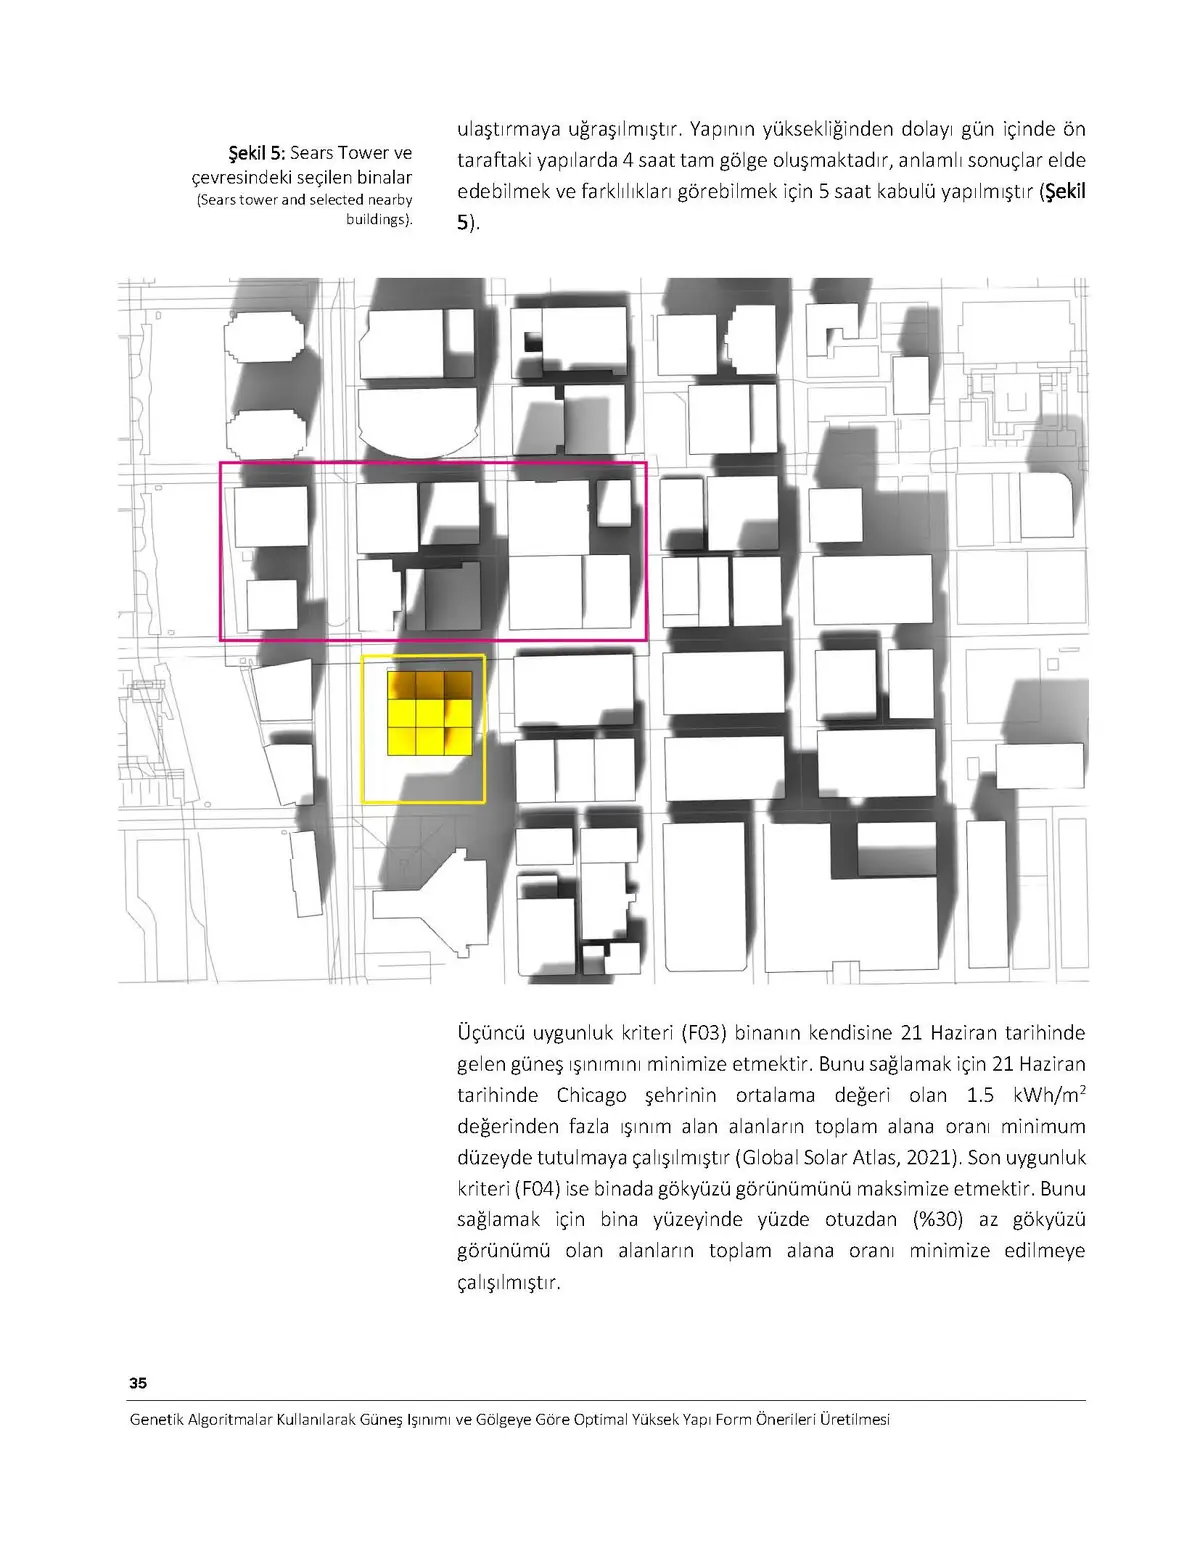 Şekil 5: Sears Tower ve
çevresindeki seçilen binalar
(Sears tower and selected nearby
buildings).
ulaştırmaya uğraşılmıştır. Yapının yüksekliğinden dolayı gün içinde ön
taraftaki yapılarda 4 saat tam gölge oluşmaktadır, anlamlı sonuçlar elde
edebilmek ve farklılıkları görebilmek için 5 saat kabulü yapılmıştır (Şekil
5).
Üçüncü uygunluk kriteri (F03) binanın kendisine 21 Haziran tarihinde
gelen güneş ışınımını minimize etmektir. Bunu sağlamak için 21 Haziran
tarihinde Chicago şehrinin ortalama değeri olan 1.5 kWh/m²
değerinden fazla ışınım alan alanların toplam alana oranı minimum
düzeyde tutulmaya çalışılmıştır (Global Solar Atlas, 2021). Son uygunluk
kriteri (F04) ise binada gökyüzü görünümünü maksimize etmektir. Bunu
sağlamak için bina yüzeyinde yüzde otuzdan (%30) az gökyüzü
görünümü olan alanların toplam alana oranı minimize edilmeye
çalışılmıştır.
35
Genetik Algoritmalar Kullanılarak Güneş Işınımı ve Gölgeye Göre Optimal Yüksek Yapı Form Önerileri Üretilmesi